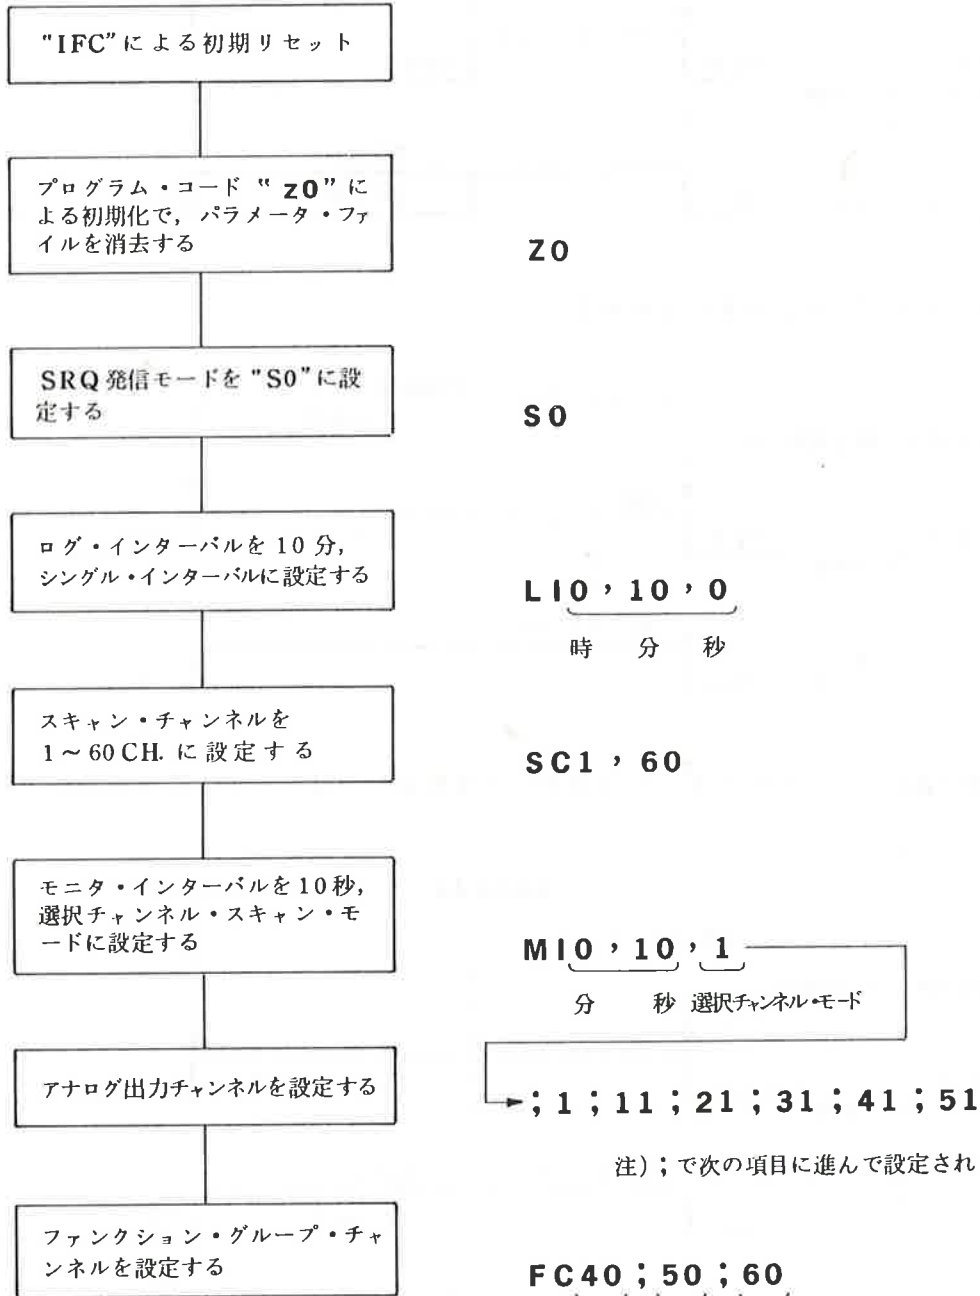 "IFC"による初期リセット
プログラム・コード “z0”に
よる初期化で，パラメータ・ファ
イルを消去する
Z0
SRQ発信モードを"S0"に設
定する
S0
ログ・インターバルを 10 分，
シングル・インターバルに設定する
LI0，10，0
時 分 秒
スキャン・チャンネルを
1～60CH. に設定する
SC1，60
モニタ・インターバルを10秒，
選択チャンネル・スキャン・モ
ードに設定する
MI0，10，1
分 秒 選択チャンネル・モード
アナログ出力チャンネルを設定する
；1；11；21；31；41；51
注）；で次の項目に進んで設定され
ファンクション・グループ・チャ
ンネルを設定する
FC40；50；60